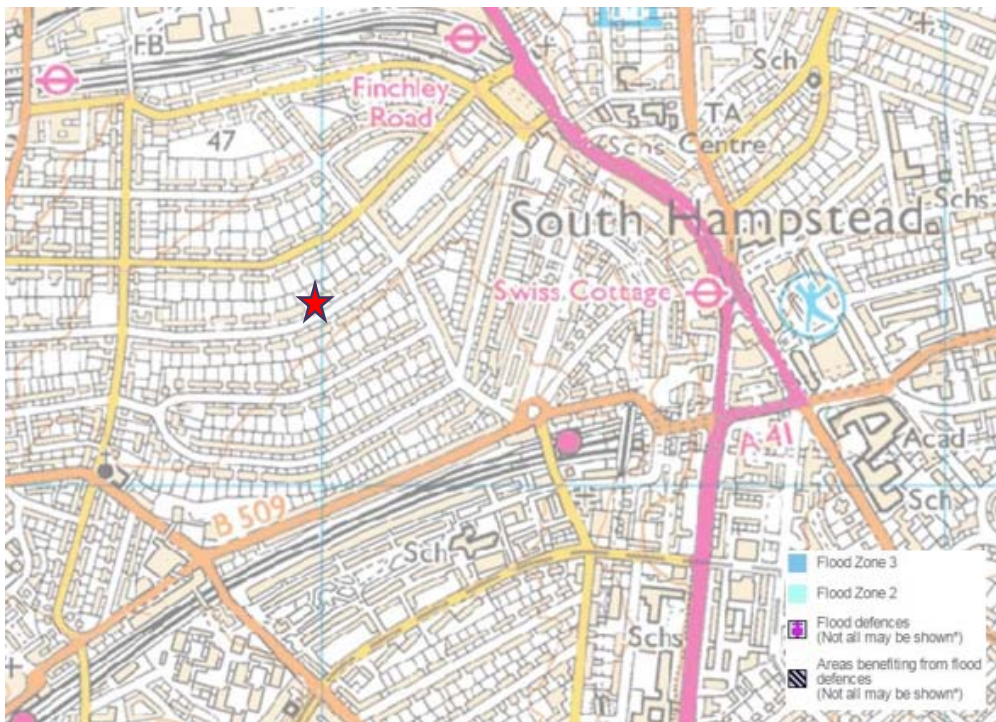 FB
Finchley
Road
47
Sch
TA
Schs Centre
Schs
South Hampstead
Swiss Cottage
A 41
Acad
Sch
B 509
Sch
Schs
Flood Zone 3
Flood Zone 2
Flood defences
(Not all may be shown*)
Areas benefiting from flood
defences
(Not all may be shown*)